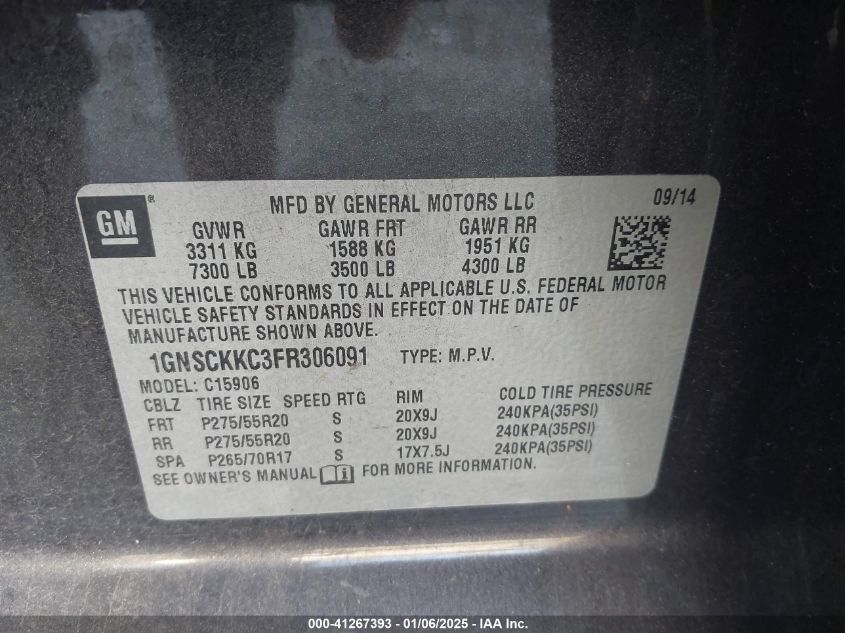 GM®
MFD BY GENERAL MOTORS LLC 09/14
GVWR GAWR FRT GAWR RR
3311 KG 1588 KG 1951 KG
7300 LB 3500 LB 4300 LB
THIS VEHICLE CONFORMS TO ALL APPLICABLE U.S. FEDERAL MOTOR
VEHICLE SAFETY STANDARDS IN EFFECT ON THE DATE OF
MANUFACTURE SHOWN ABOVE.
1GNSCKKC3FR306091 TYPE: M.P.V.
MODEL: C15906
CBLZ TIRE SIZE SPEED RTG RIM COLD TIRE PRESSURE
FRT P275/55R20 S 20X9J 240KPA(35PSI)
RR P275/55R20 S 20X9J 240KPA(35PSI)
SPA P265/70R17 S 17X7.5J 240KPA(35PSI)
SEE OWNER'S MANUAL i FOR MORE INFORMATION.
000-41267393 - 01/06/2025 - IAA Inc.